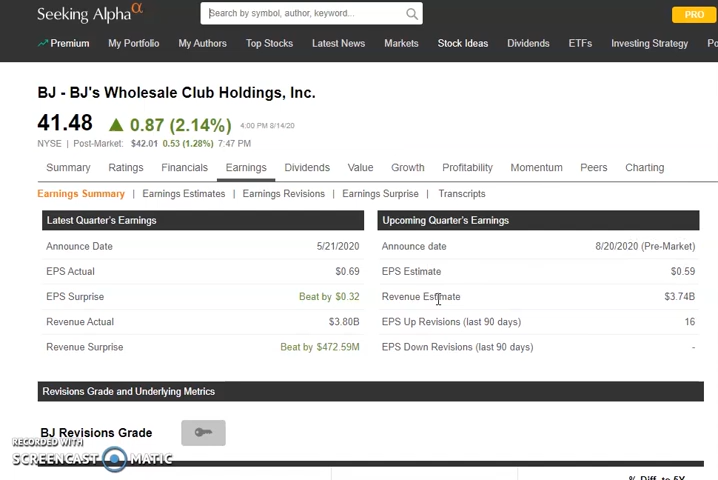 Seeking Alpha α
Search by symbol, author, keyword...
PRO
Premium My Portfolio My Authors Top Stocks Latest News Markets Stock Ideas Dividends ETFs Investing Strategy
BJ - BJ's Wholesale Club Holdings, Inc.
41.48 ▲ 0.87 (2.14%) 4:00 PM 8/14/20
NYSE | Post-Market: $42.01 0.53 (1.28%) 7:47 PM
Summary Ratings Financials Earnings Dividends Value Growth Profitability Momentum Peers Charting
Earnings Summary | Earnings Estimates | Earnings Revisions | Earnings Surprise | Transcripts
Latest Quarter's Earnings
Announce Date 5/21/2020
EPS Actual $0.69
EPS Surprise Beat by $0.32
Revenue Actual $3.80B
Revenue Surprise Beat by $472.59M
Upcoming Quarter's Earnings
Announce date 8/20/2020 (Pre-Market)
EPS Estimate $0.59
Revenue Estimate $3.74B
EPS Up Revisions (last 90 days) 16
EPS Down Revisions (last 90 days) -
Revisions Grade and Underlying Metrics
BJ Revisions Grade
RECORDED WITH
SCREENCAST MATIC
% Diff. to 5Y